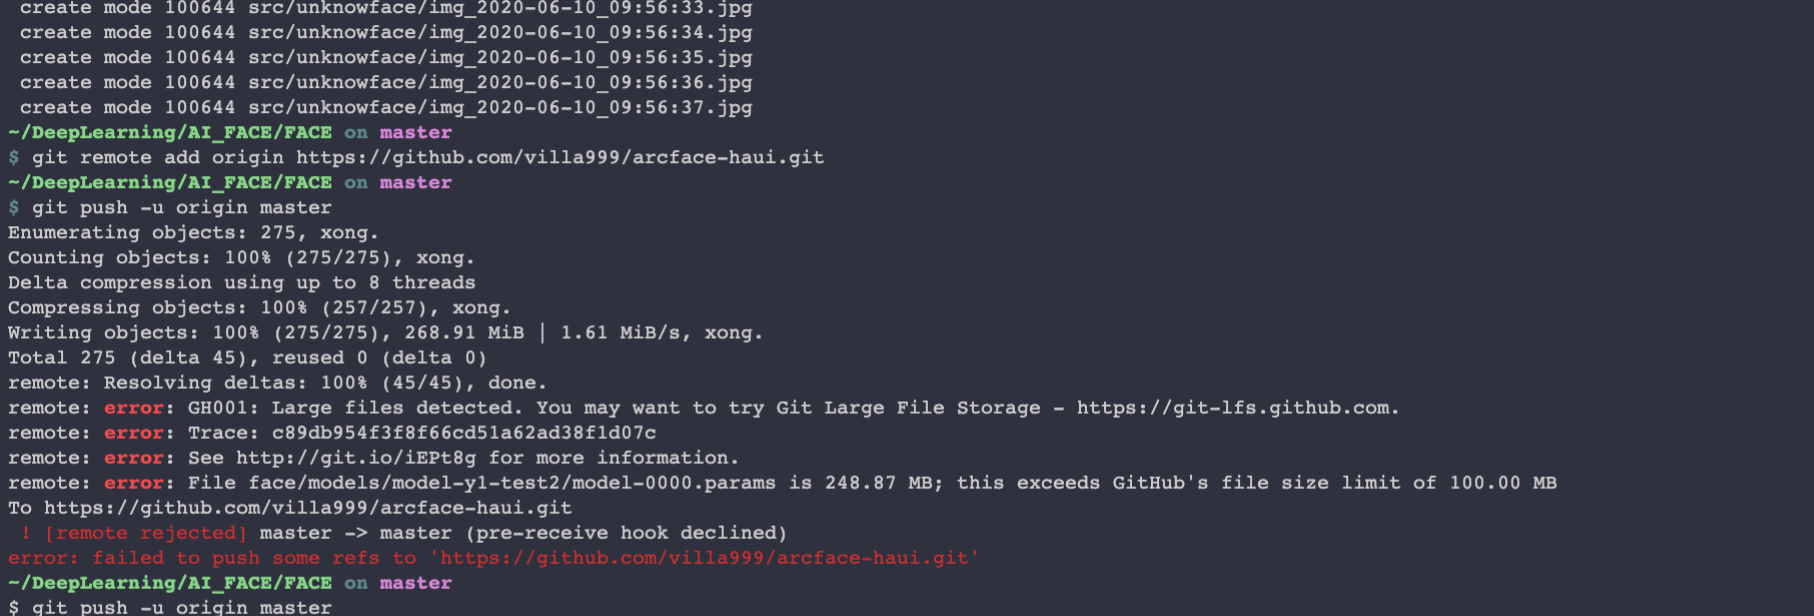 create mode 100644 src/unknowface/img_2020-06-10_09:56:33.jpg
create mode 100644 src/unknowface/img_2020-06-10_09:56:34.jpg
create mode 100644 src/unknowface/img_2020-06-10_09:56:35.jpg
create mode 100644 src/unknowface/img_2020-06-10_09:56:36.jpg
create mode 100644 src/unknowface/img_2020-06-10_09:56:37.jpg
~/DeepLearning/AI_FACE/FACE on master
$ git remote add origin https://github.com/villa999/arcface-haui.git
~/DeepLearning/AI_FACE/FACE on master
$ git push -u origin master
Enumerating objects: 275, xong.
Counting objects: 100% (275/275), xong.
Delta compression using up to 8 threads
Compressing objects: 100% (257/257), xong.
Writing objects: 100% (275/275), 268.91 MiB | 1.61 MiB/s, xong.
Total 275 (delta 45), reused 0 (delta 0)
remote: Resolving deltas: 100% (45/45), done.
remote: error: GH001: Large files detected. You may want to try Git Large File Storage - https://git-lfs.github.com.
remote: error: Trace: c89db954f3f8f66cd51a62ad38f1d07c
remote: error: See http://git.io/iEPt8g for more information.
remote: error: File face/models/model-y1-test2/model-0000.params is 248.87 MB; this exceeds GitHub's file size limit of 100.00 MB
To https://github.com/villa999/arcface-haui.git
! [remote rejected] master -> master (pre-receive hook declined)
error: failed to push some refs to 'https://github.com/villa999/arcface-haui.git'
~/DeepLearning/AI_FACE/FACE on master
$ git push -u origin master